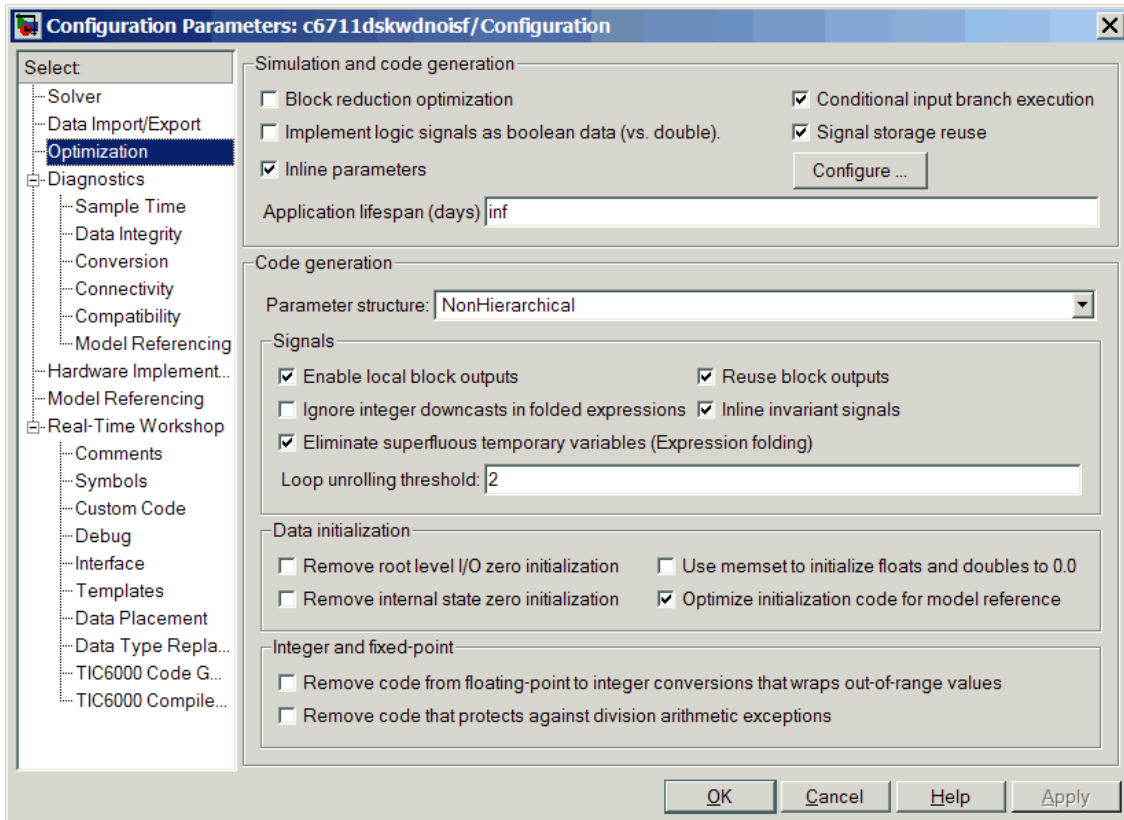 Configuration Parameters: c6711dskwdnoisf/Configuration
Select:
Solver
Data Import/Export
Optimization
Diagnostics
Sample Time
Data Integrity
Conversion
Connectivity
Compatibility
Model Referencing
Hardware Implement...
Model Referencing
Real-Time Workshop
Comments
Symbols
Custom Code
Debug
Interface
Templates
Data Placement
Data Type Repla...
TIC6000 Code G...
TIC6000 Compile...
Simulation and code generation
Block reduction optimization
Conditional input branch execution
Implement logic signals as boolean data (vs. double).
Signal storage reuse
Inline parameters
Configure ...
Application lifespan (days) inf
Code generation
Parameter structure: NonHierarchical
Signals
Enable local block outputs
Reuse block outputs
Ignore integer downcasts in folded expressions
Inline invariant signals
Eliminate superfluous temporary variables (Expression folding)
Loop unrolling threshold: 2
Data initialization
Remove root level I/O zero initialization
Use memset to initialize floats and doubles to 0.0
Remove internal state zero initialization
Optimize initialization code for model reference
Integer and fixed-point
Remove code from floating-point to integer conversions that wraps out-of-range values
Remove code that protects against division arithmetic exceptions
OK Cancel Help Apply